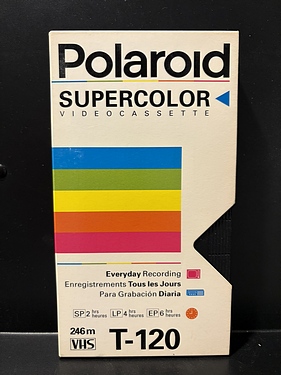 Polaroid
SUPERCOLOR
VIDEOCASSETTE
Everyday Recording
Enregistrements Tous les Jours
Para Grabación Diaria
SP 2 hrs heures LP 4 hrs heures EP 6 hrs heures
246 m
VHS T-120